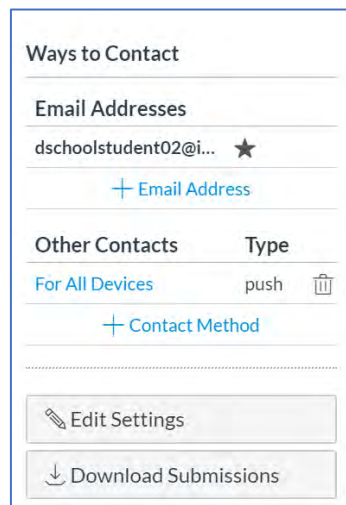 Ways to Contact
Email Addresses
dschoolstudent02@i...
+ Email Address
Other Contacts Type
For All Devices push
+ Contact Method
Edit Settings
Download Submissions